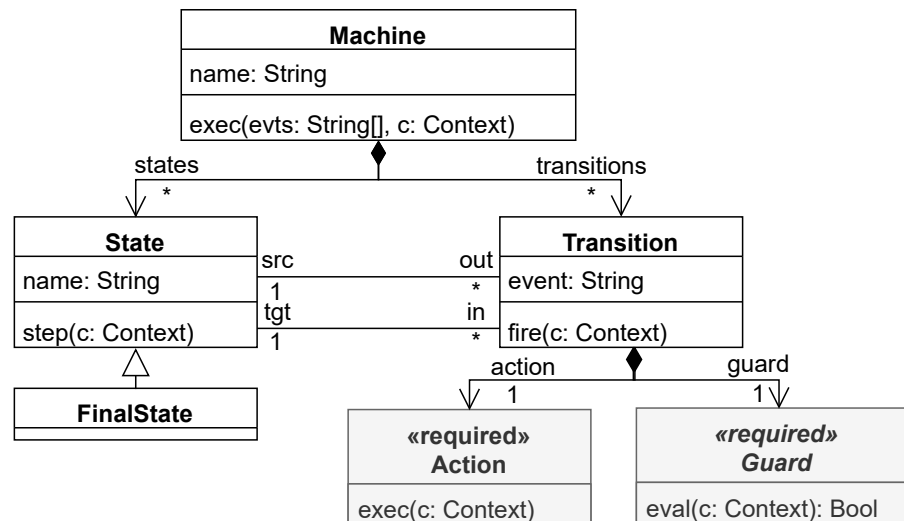 Machine
name: String
exec(evts: String[], c: Context)
states
transitions
*
*
State
name: String
step(c: Context)
src
out
1
*
tgt
in
1
*
Transition
event: String
fire(c: Context)
FinalState
action
guard
1
1
«required»
Action
exec(c: Context)
«required»
Guard
eval(c: Context): Bool